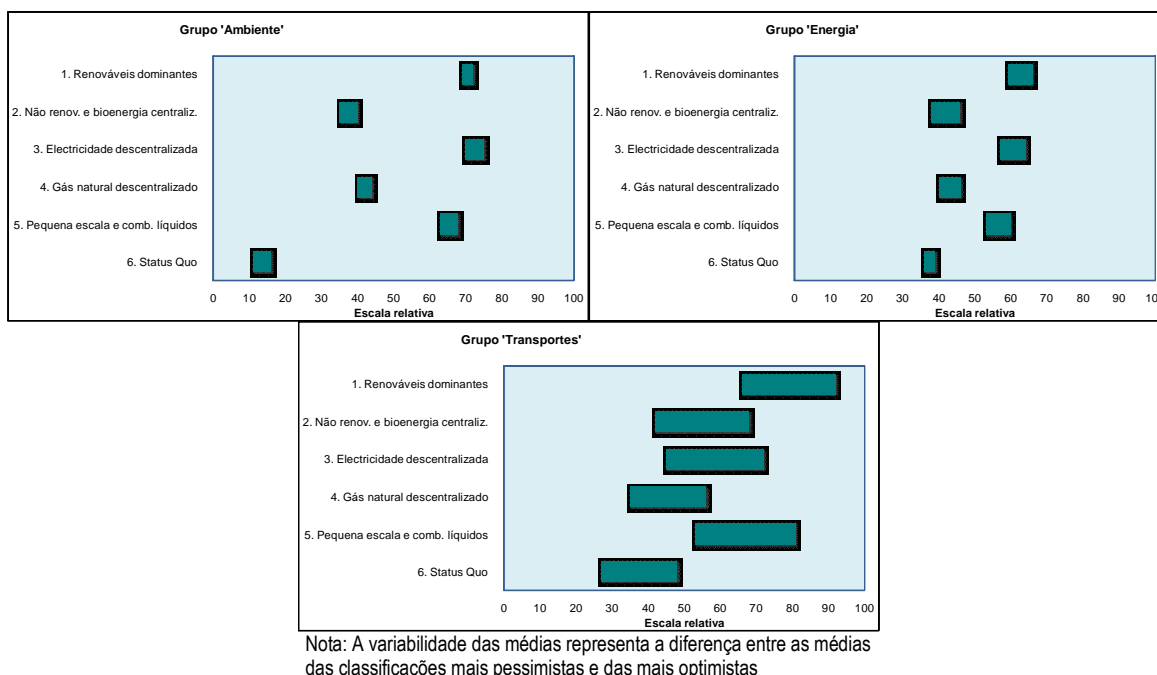 Grupo 'Ambiente'
1. Renováveis dominantes
2. Não renov. e bioenergia centraliz.
3. Electricidade descentralizada
4. Gás natural descentralizado
5. Pequena escala e comb. líquidos
6. Status Quo
0 10 20 30 40 50 60 70 80 90 100
Escala relativa
Grupo 'Energia'
1. Renováveis dominantes
2. Não renov. e bioenergia centraliz.
3. Electricidade descentralizada
4. Gás natural descentralizado
5. Pequena escala e comb. líquidos
6. Status Quo
0 10 20 30 40 50 60 70 80 90 100
Escala relativa
Grupo 'Transportes'
1. Renováveis dominantes
2. Não renov. e bioenergia centraliz.
3. Electricidade descentralizada
4. Gás natural descentralizado
5. Pequena escala e comb. líquidos
6. Status Quo
0 10 20 30 40 50 60 70 80 90 100
Escala relativa
Nota: A variabilidade das médias representa a diferença entre as médias
das classificações mais pessimistas e das mais optimistas